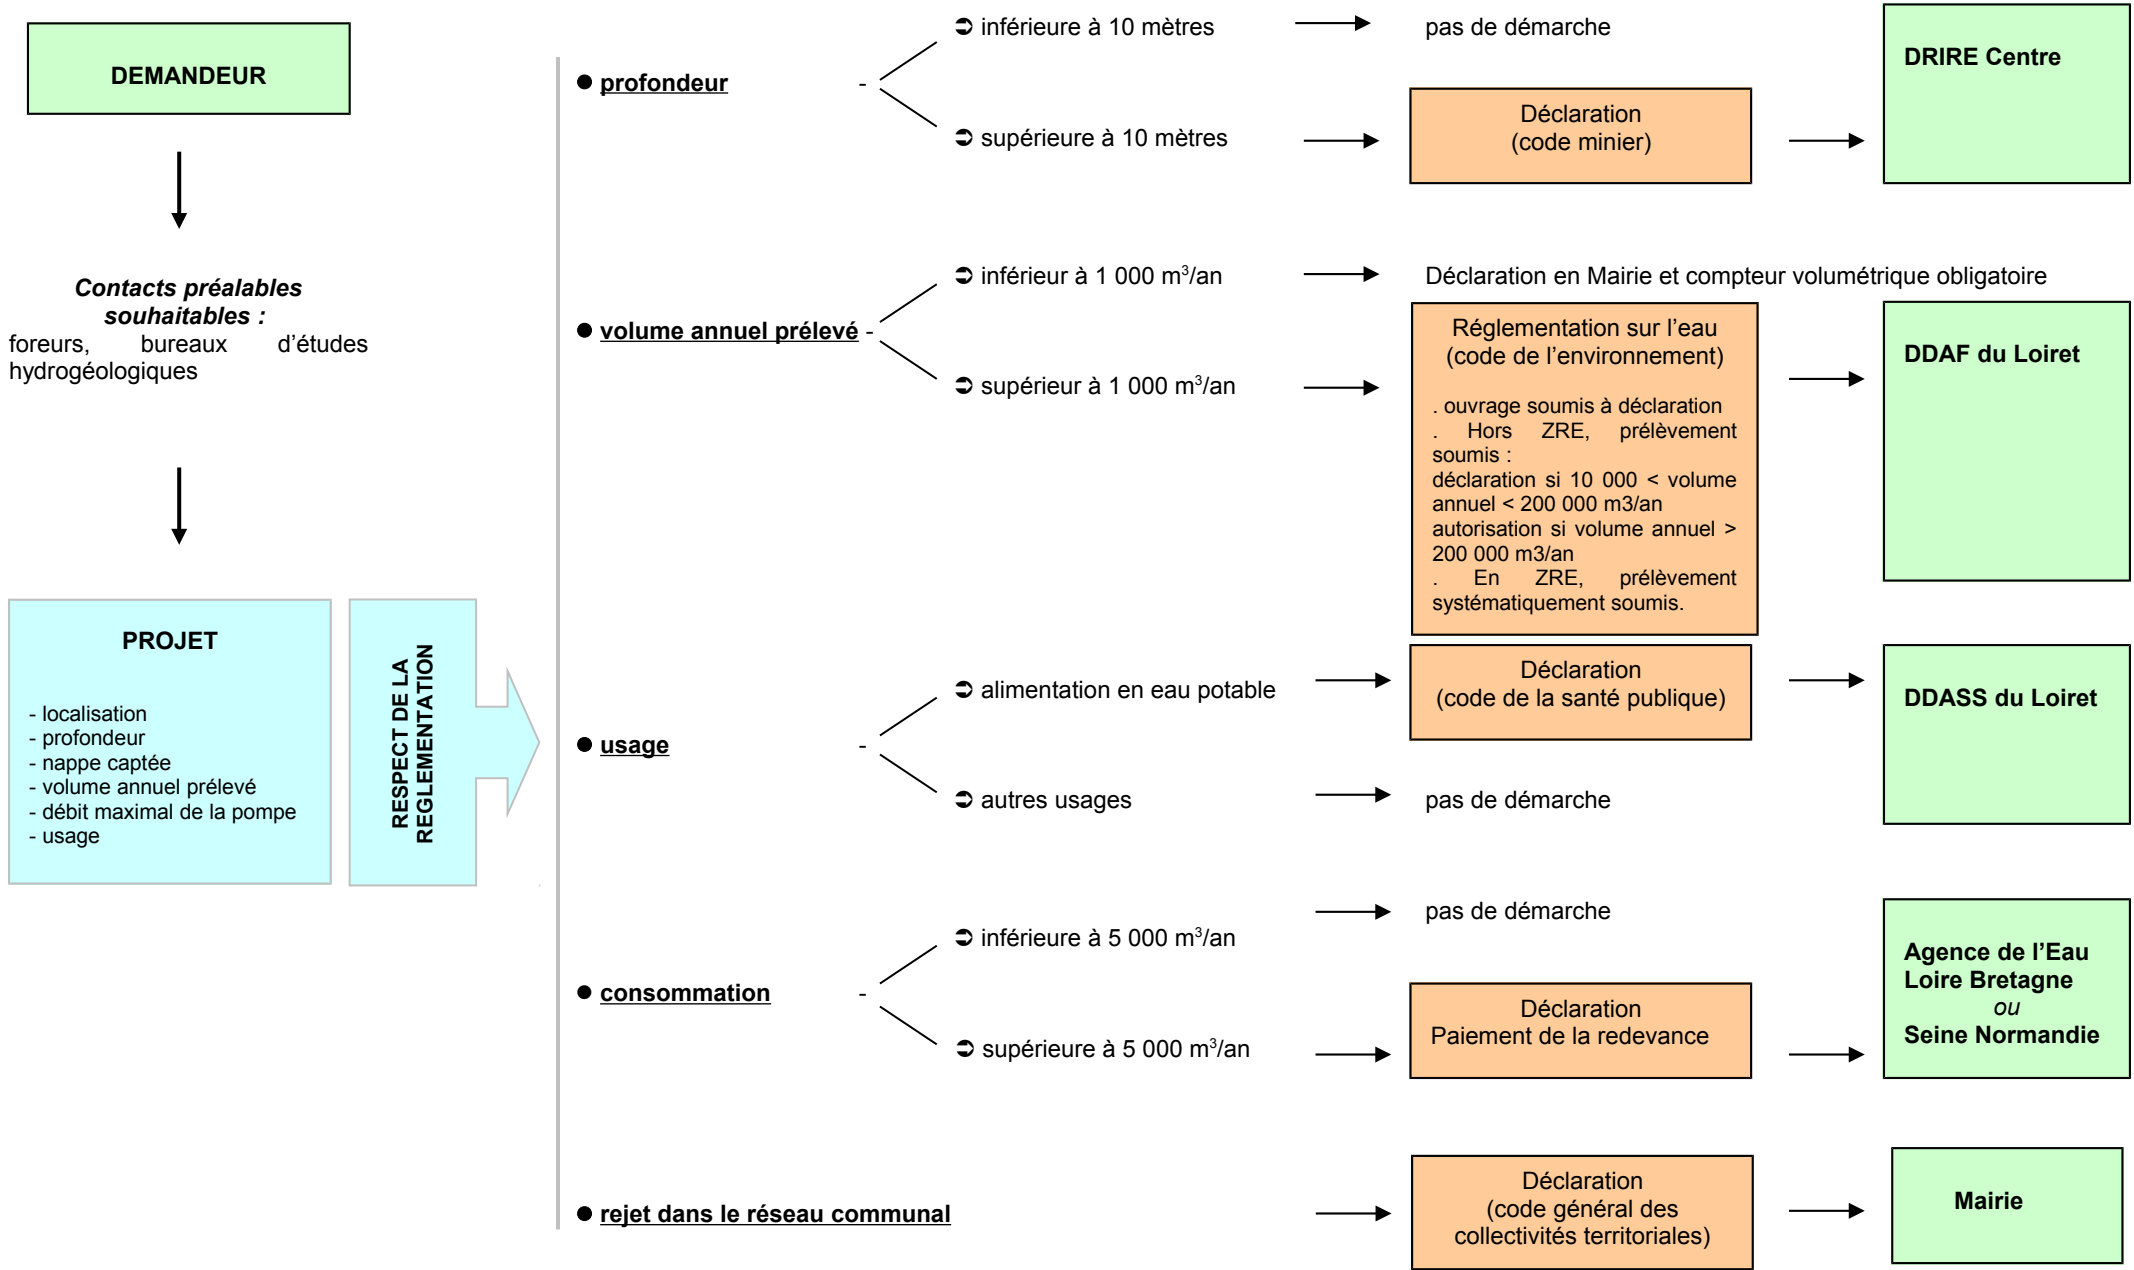 DEMANDEUR
Contacts préalables
souhaitables :
foreurs, bureaux d’études
hydrogéologiques
PROJET
- localisation
- profondeur
- nappe captée
- volume annuel prélevé
- débit maximal de la pompe
- usage
RESPECT DE LA
REGLEMENTATION
● profondeur -
➲ inférieure à 10 mètres
pas de démarche
➲ supérieure à 10 mètres
Déclaration
(code minier)
DRIRE Centre
● volume annuel prélevé -
➲ inférieur à 1 000 m³/an
Déclaration en Mairie et compteur volumétrique obligatoire
➲ supérieur à 1 000 m³/an
Réglementation sur l’eau
(code de l’environnement)
. ouvrage soumis à déclaration
. Hors ZRE, prélèvement
soumis :
déclaration si 10 000 < volume
annuel < 200 000 m3/an
autorisation si volume annuel >
200 000 m3/an
. En ZRE, prélèvement
systématiquement soumis.
DDAF du Loiret
● usage -
➲ alimentation en eau potable
Déclaration
(code de la santé publique)
DDASS du Loiret
➲ autres usages
pas de démarche
● consommation -
➲ inférieure à 5 000 m³/an
pas de démarche
➲ supérieure à 5 000 m³/an
Déclaration
Paiement de la redevance
Agence de l’Eau
Loire Bretagne
ou
Seine Normandie
● rejet dans le réseau communal
Déclaration
(code général des
collectivités territoriales)
Mairie